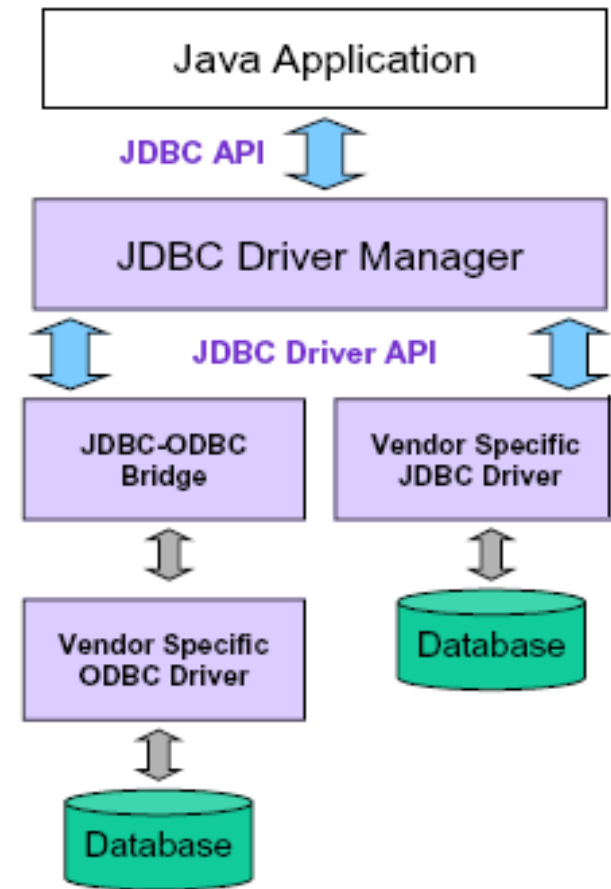 Java Application
JDBC API
JDBC Driver Manager
JDBC Driver API
JDBC-ODBC
Bridge
Vendor Specific
JDBC Driver
Vendor Specific
ODBC Driver
Database
Database